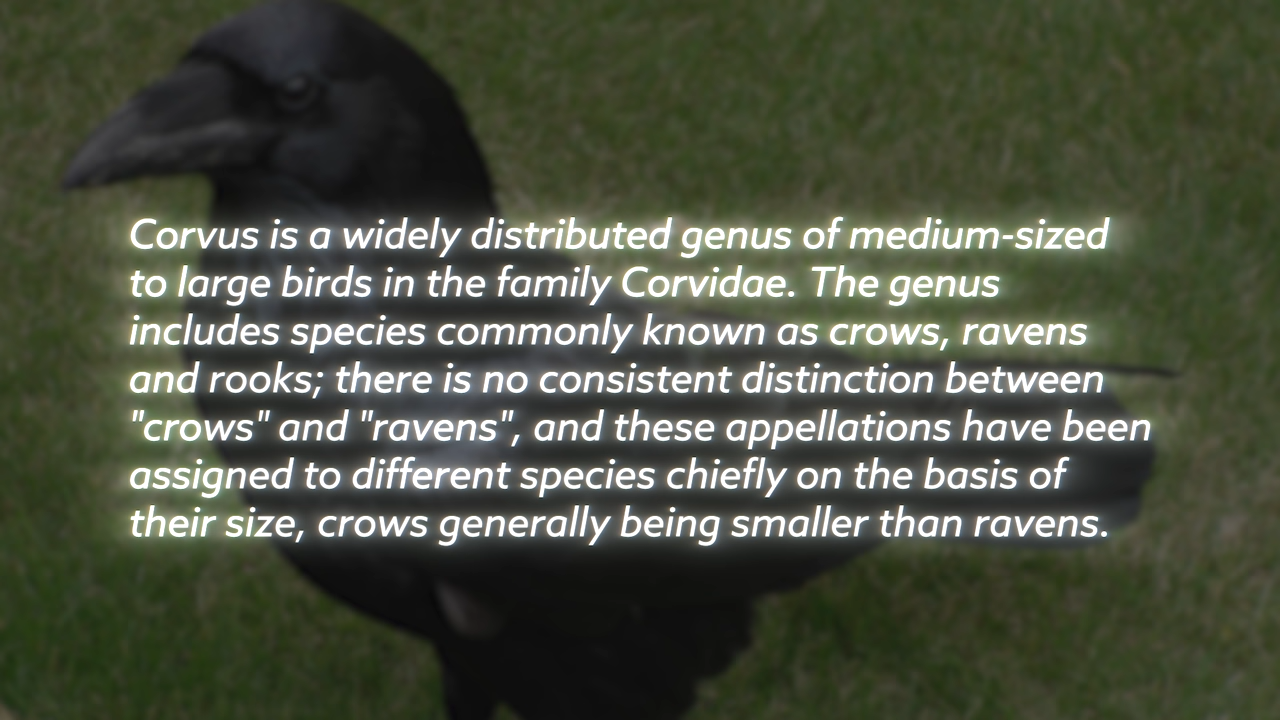 Corvus is a widely distributed genus of medium-sized
to large birds in the family Corvidae. The genus
includes species commonly known as crows, ravens
and rooks; there is no consistent distinction between
"crows" and "ravens", and these appellations have been
assigned to different species chiefly on the basis of
their size, crows generally being smaller than ravens.